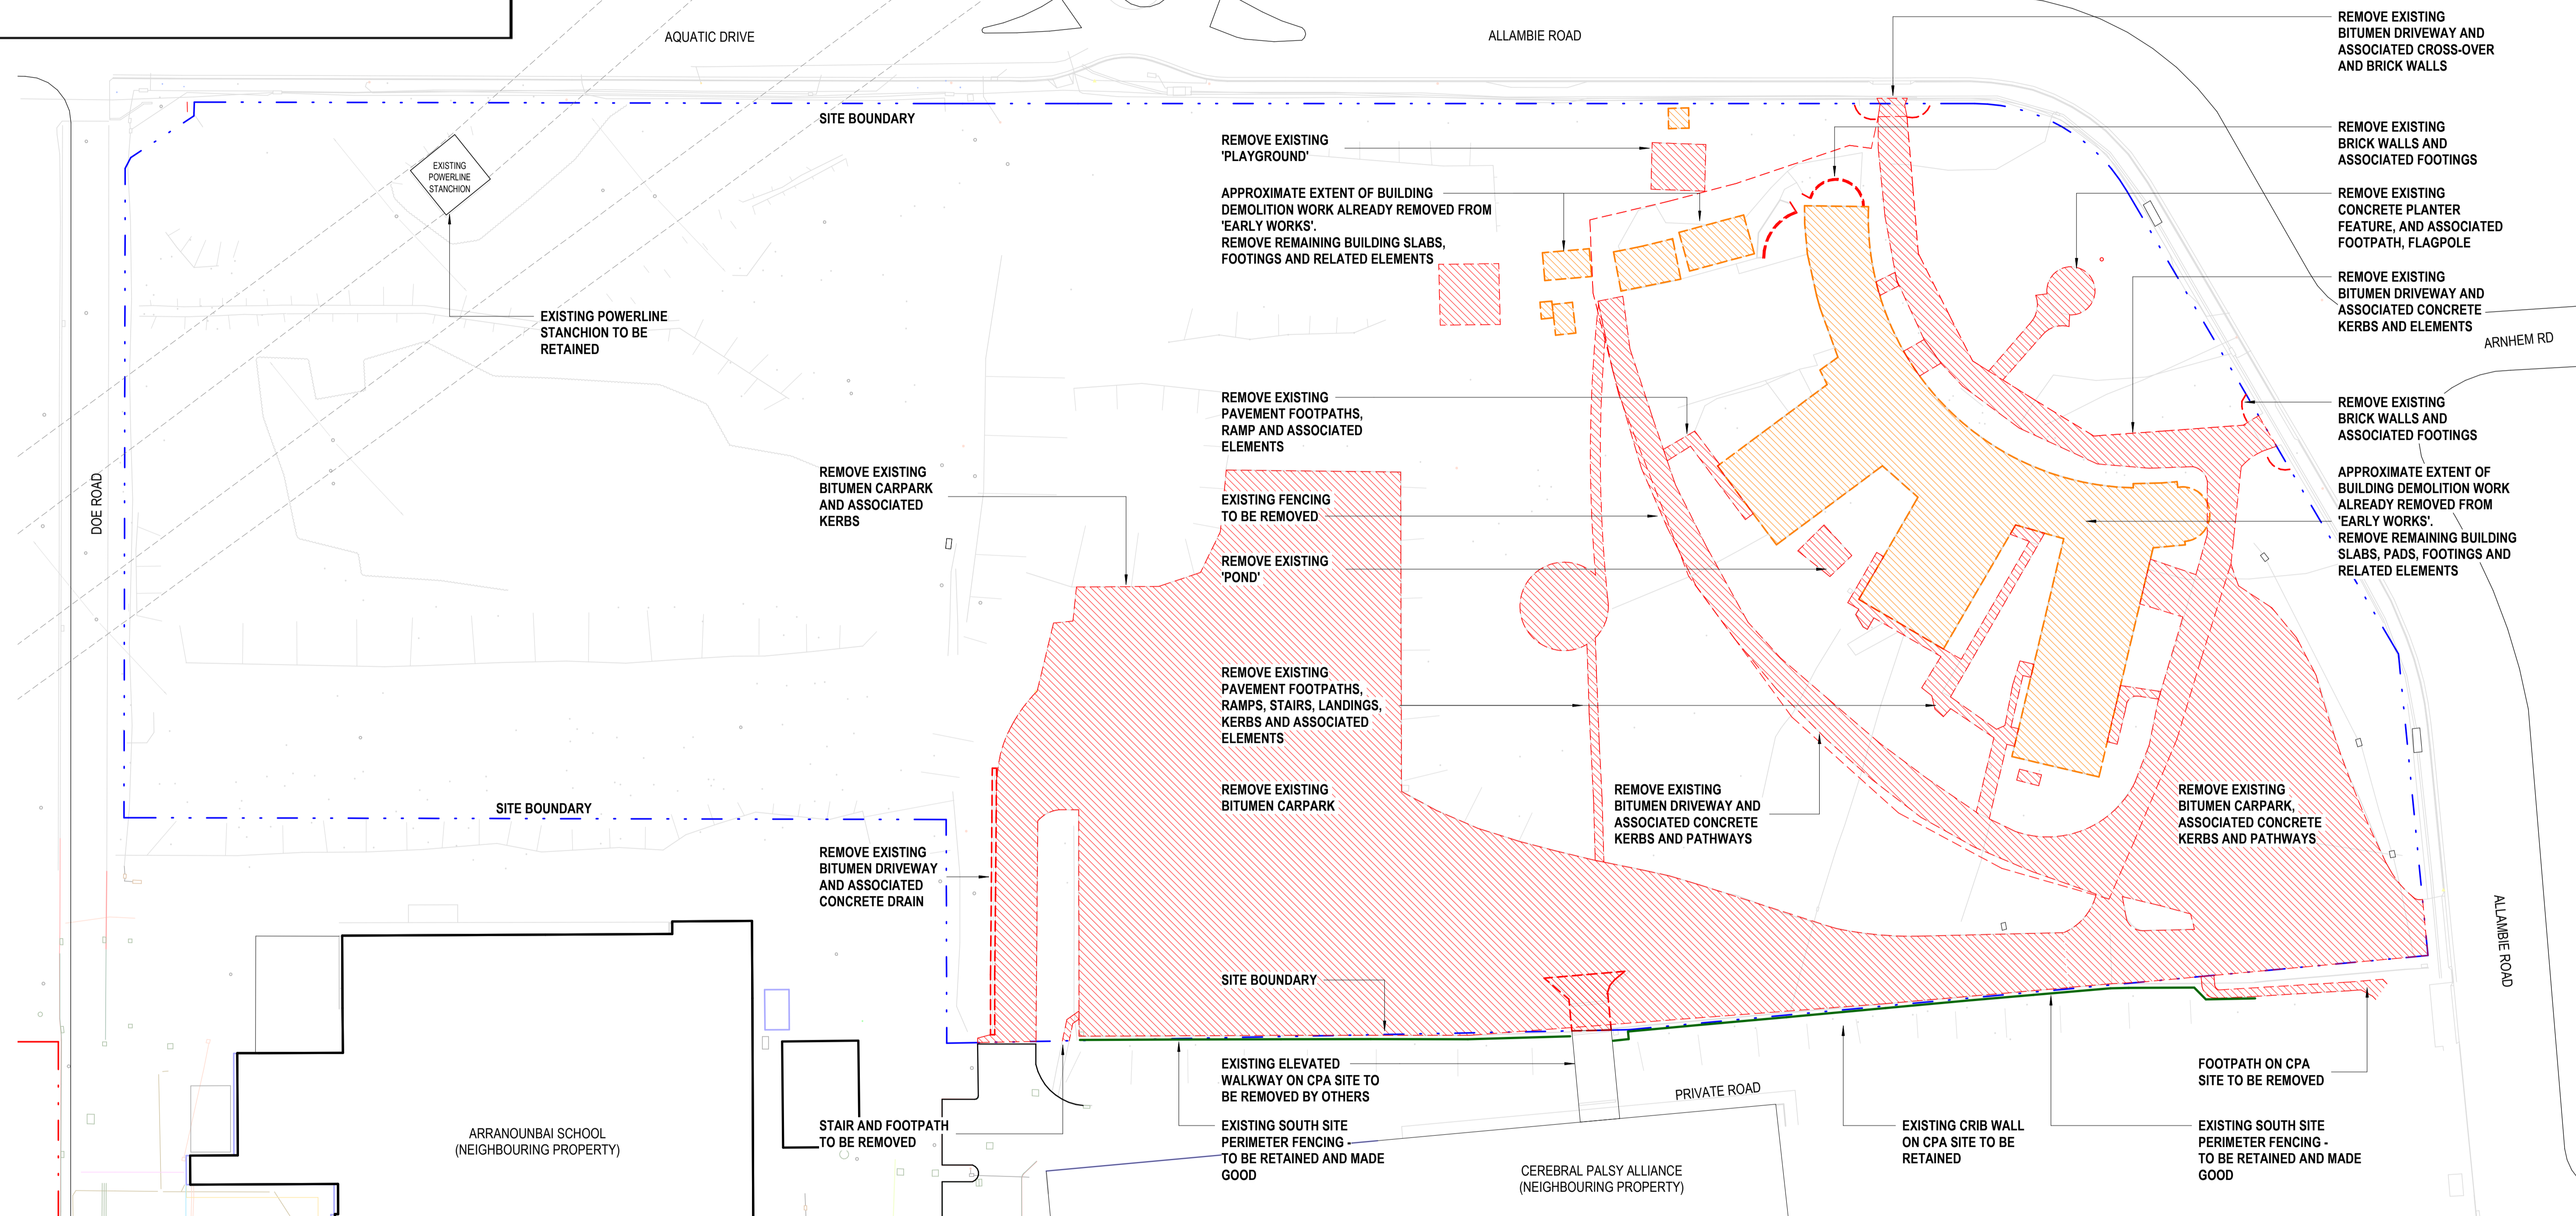 AQUATIC DRIVE
ALLAMBIE ROAD
REMOVE EXISTING
BITUMEN DRIVEWAY AND
ASSOCIATED CROSS-OVER
AND BRICK WALLS
SITE BOUNDARY
REMOVE EXISTING
BRICK WALLS AND
ASSOCIATED FOOTINGS
REMOVE EXISTING
'PLAYGROUND'
EXISTING
POWERLINE
STANCHION
APPROXIMATE EXTENT OF BUILDING
DEMOLITION WORK ALREADY REMOVED FROM
'EARLY WORKS'.
REMOVE REMAINING BUILDING SLABS,
FOOTINGS AND RELATED ELEMENTS
REMOVE EXISTING
CONCRETE PLANTER
FEATURE, AND ASSOCIATED
FOOTPATH, FLAGPOLE
REMOVE EXISTING
BITUMEN DRIVEWAY AND
ASSOCIATED CONCRETE
KERBS AND ELEMENTS
ARNHEM RD
EXISTING POWERLINE
STANCHION TO BE
RETAINED
REMOVE EXISTING
PAVEMENT FOOTPATHS,
RAMP AND ASSOCIATED
ELEMENTS
REMOVE EXISTING
BRICK WALLS AND
ASSOCIATED FOOTINGS
DOE ROAD
REMOVE EXISTING
BITUMEN CARPARK
AND ASSOCIATED
KERBS
EXISTING FENCING
TO BE REMOVED
APPROXIMATE EXTENT OF
BUILDING DEMOLITION WORK
ALREADY REMOVED FROM
'EARLY WORKS'.
REMOVE REMAINING BUILDING
SLABS, PADS, FOOTINGS AND
RELATED ELEMENTS
REMOVE EXISTING
'POND'
REMOVE EXISTING
PAVEMENT FOOTPATHS,
RAMPS, STAIRS, LANDINGS,
KERBS AND ASSOCIATED
ELEMENTS
SITE BOUNDARY
REMOVE EXISTING
BITUMEN CARPARK
REMOVE EXISTING
BITUMEN DRIVEWAY AND
ASSOCIATED CONCRETE
KERBS AND PATHWAYS
REMOVE EXISTING
BITUMEN CARPARK,
ASSOCIATED CONCRETE
KERBS AND PATHWAYS
REMOVE EXISTING
BITUMEN DRIVEWAY
AND ASSOCIATED
CONCRETE DRAIN
ALLAMBIE ROAD
SITE BOUNDARY
EXISTING ELEVATED
WALKWAY ON CPA SITE TO
BE REMOVED BY OTHERS
PRIVATE ROAD
FOOTPATH ON CPA
SITE TO BE REMOVED
ARRANOUNBAI SCHOOL
(NEIGHBOURING PROPERTY)
STAIR AND FOOTPATH
TO BE REMOVED
EXISTING SOUTH SITE
PERIMETER FENCING -
TO BE RETAINED AND MADE
GOOD
CEREBRAL PALSY ALLIANCE
(NEIGHBOURING PROPERTY)
EXISTING CRIB WALL
ON CPA SITE TO BE
RETAINED
EXISTING SOUTH SITE
PERIMETER FENCING -
TO BE RETAINED AND MADE
GOOD